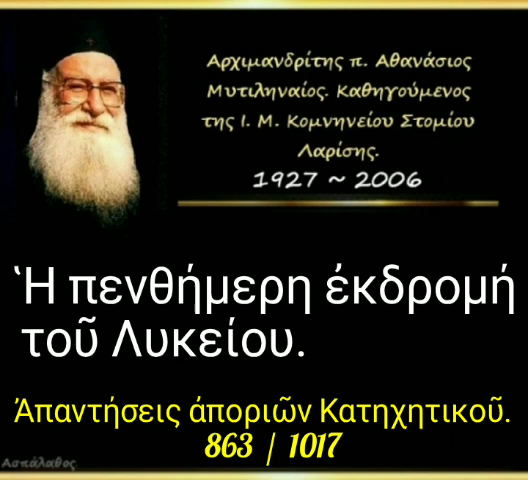 Αρχιμανδρίτης π. Αθανάσιος
Μυτιληναίος. Καθηγούμενος
της Ι. Μ. Κομνηνείου Στομίου
Λαρίσης.
1927 ~ 2006
Ἡ πενθήμερη ἐκδρομή
τοῦ Λυκείου.
Ἀπαντήσεις ἀποριῶν Κατηχητικοῦ.
863 / 1017
Ασπάλαθος